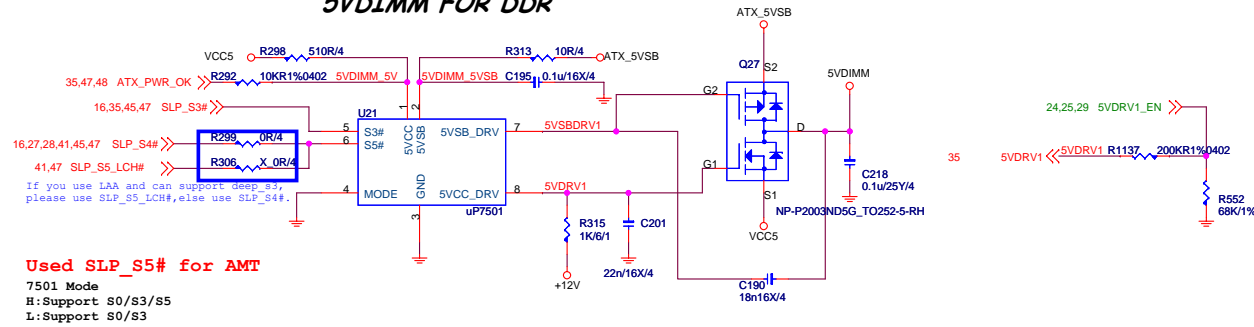 5VDIMM FOR DDR
VCC5
R298
510R/4
R313
10R/4
ATX_5VSB
ATX_5VSB
35,47,48 ATX_PWR_OK
R292
10KR1%0402
5VDIMM_5V
5VDIMM_5VSB
C195
0.1u/16X/4
16,35,45,47 SLP_S3#
16,27,28,41,45,47 SLP_S4#
R299
0R/4
41,47 SLP_S5_LCH#
R306
X_0R/4
If you use LAA and can support deep_s3,
please use SLP_S5_LCH#,else use SLP_S4#.
U21
1
2
5VCC
5VSB
5
S3#
6
S5#
4
MODE
GND
3
5VSB_DRV
7
5VSBDRV1
5VCC_DRV
8
5VDRV1
uP7501
R315
1K/6/1
+12V
C201
22n/16X/4
Q27
S2
G2
G1
D
S1
VCC5
NP-P2003ND5G_TO252-5-RH
5VDIMM
C218
0.1u/25Y/4
C190
18n16X/4
24,25,29 5VDRV1_EN
35
5VDRV1
5VDRV1
R1137
200KR1%0402
R552
68K/1%
Used SLP_S5# for AMT
7501 Mode
H:Support S0/S3/S5
L:Support S0/S3